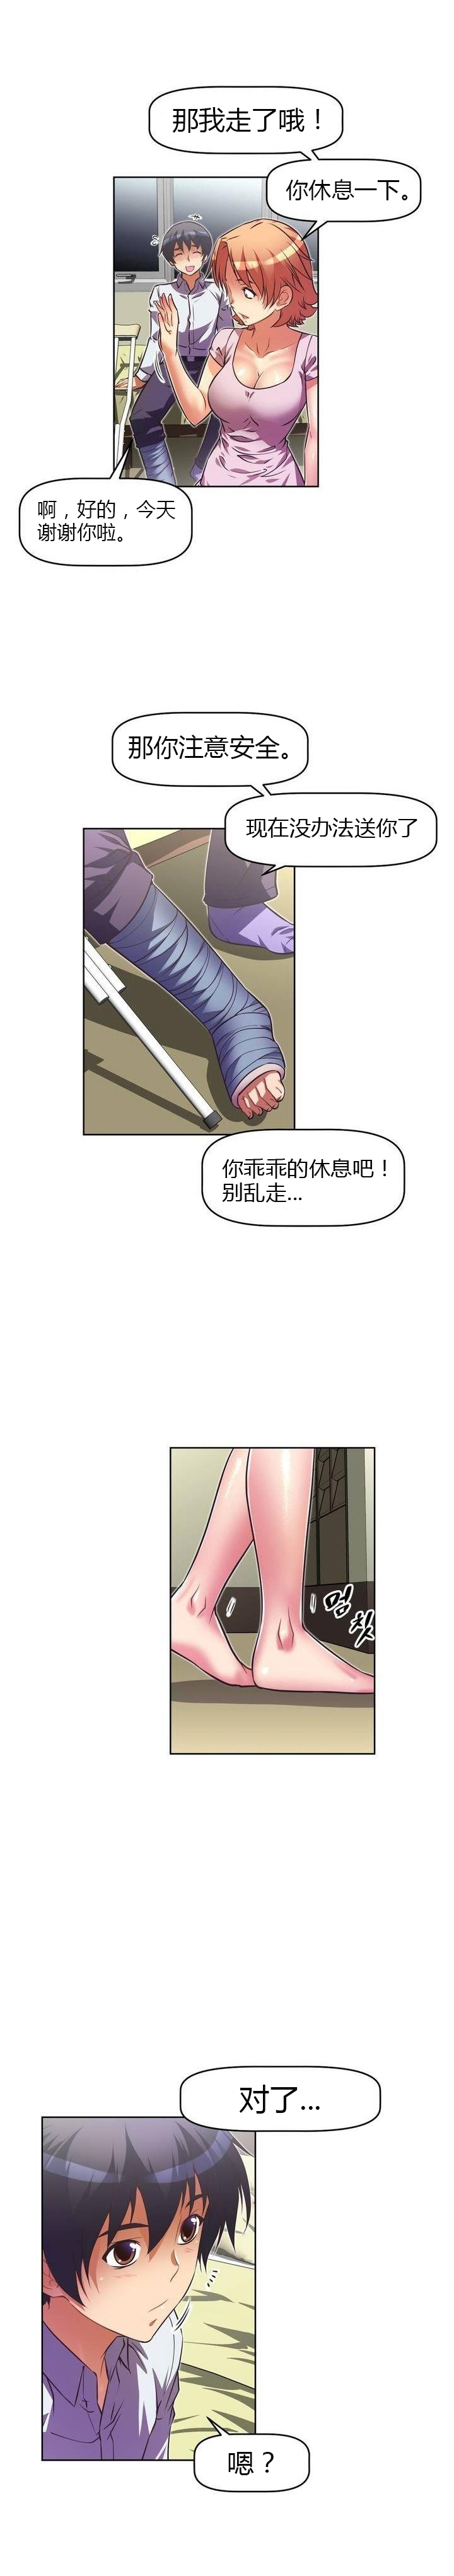 那我走了哦！
你休息一下。
啊，好的，今天
谢谢你啦。
那你注意安全。
现在没办法送你了
你乖乖的休息吧！
别乱走...
멈
칫
对了...
嗯？